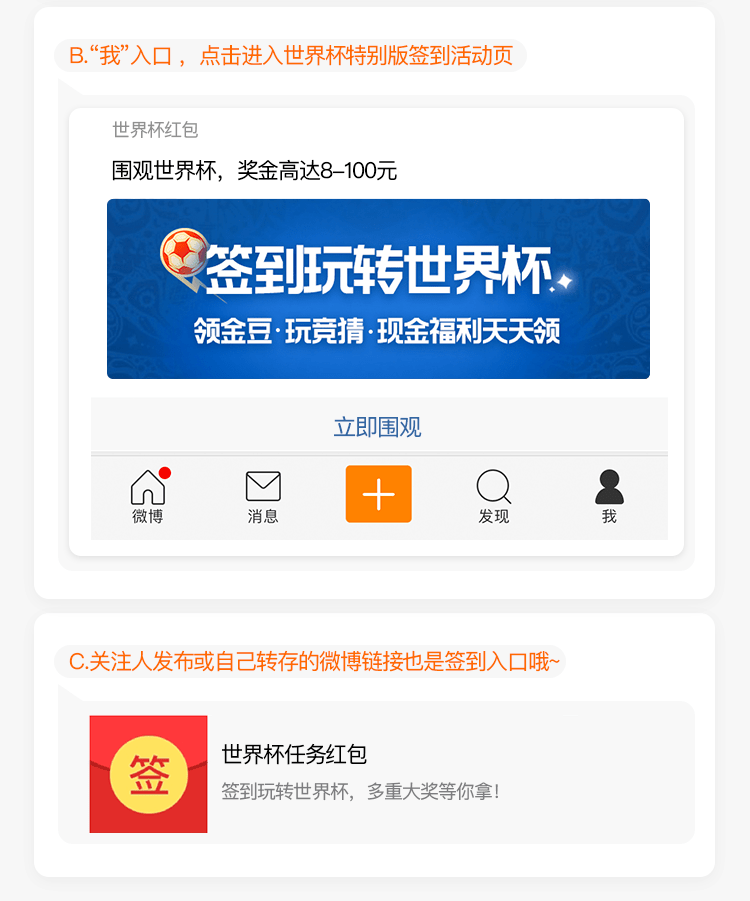 B.“我”入口，点击进入世界杯特别版签到活动页
世界杯红包
围观世界杯，奖金高达8–100元
签到玩转世界杯
领金豆·玩竞猜·现金福利天天领
立即围观
微博
消息
发现
我
C.关注人发布或自己转存的微博链接也是签到入口哦~
签
世界杯任务红包
签到玩转世界杯，多重大奖等你拿！